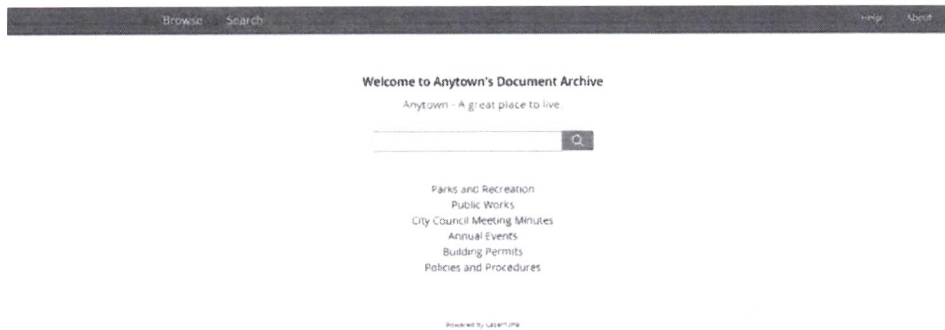 Browse Search Help About
Welcome to Anytown's Document Archive
Anytown - A great place to live.
Parks and Recreation
Public Works
City Council Meeting Minutes
Annual Events
Building Permits
Policies and Procedures
Powered by Laserfiche